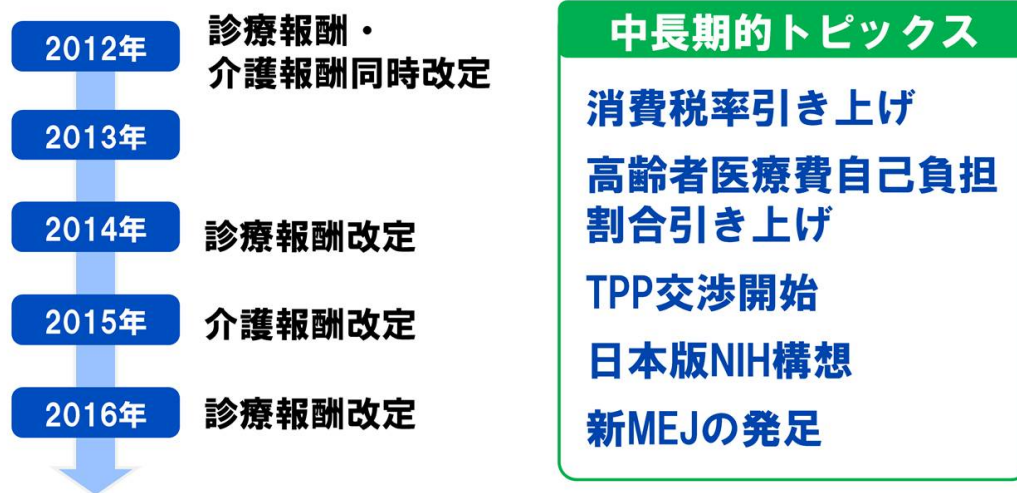 2012年
診療報酬・
介護報酬同時改定
2013年
2014年
診療報酬改定
2015年
介護報酬改定
2016年
診療報酬改定
中長期的トピックス
消費税率引き上げ
高齢者医療費自己負担
割合引き上げ
TPP交渉開始
日本版NIH構想
新MEJの発足